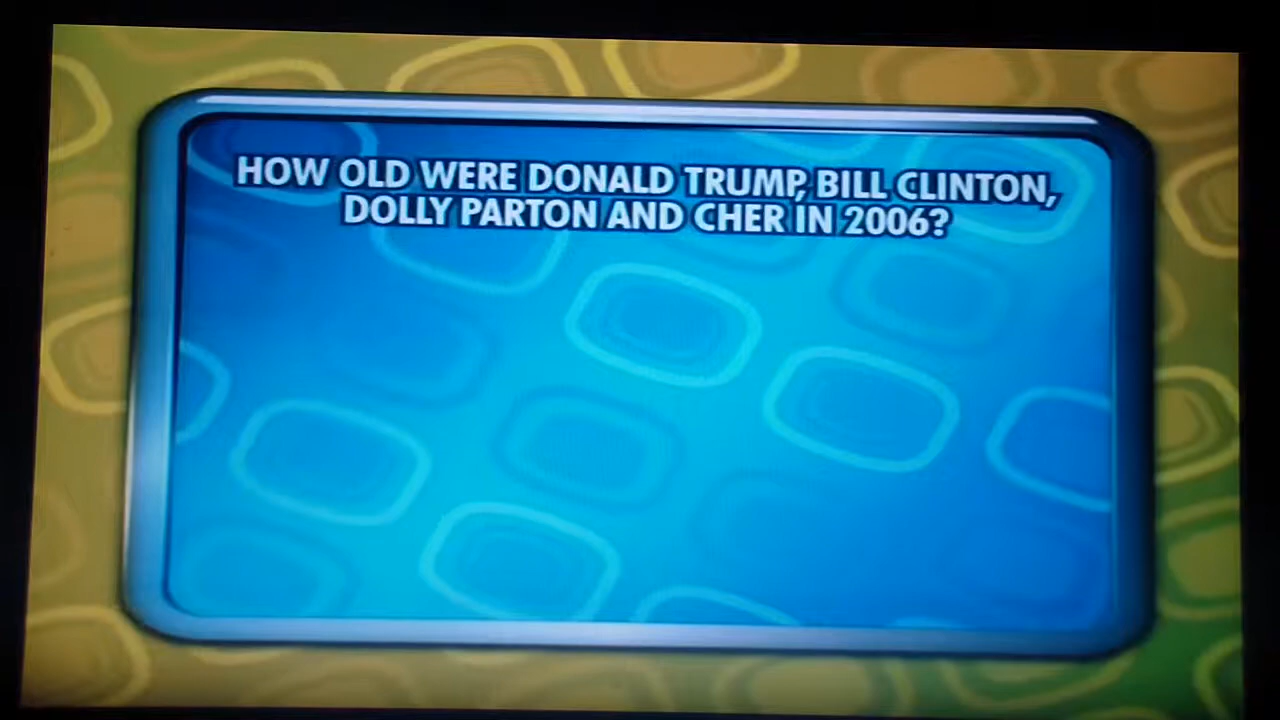 HOW OLD WERE DONALD TRUMP, BILL CLINTON,
DOLLY PARTON AND CHER IN 2006?